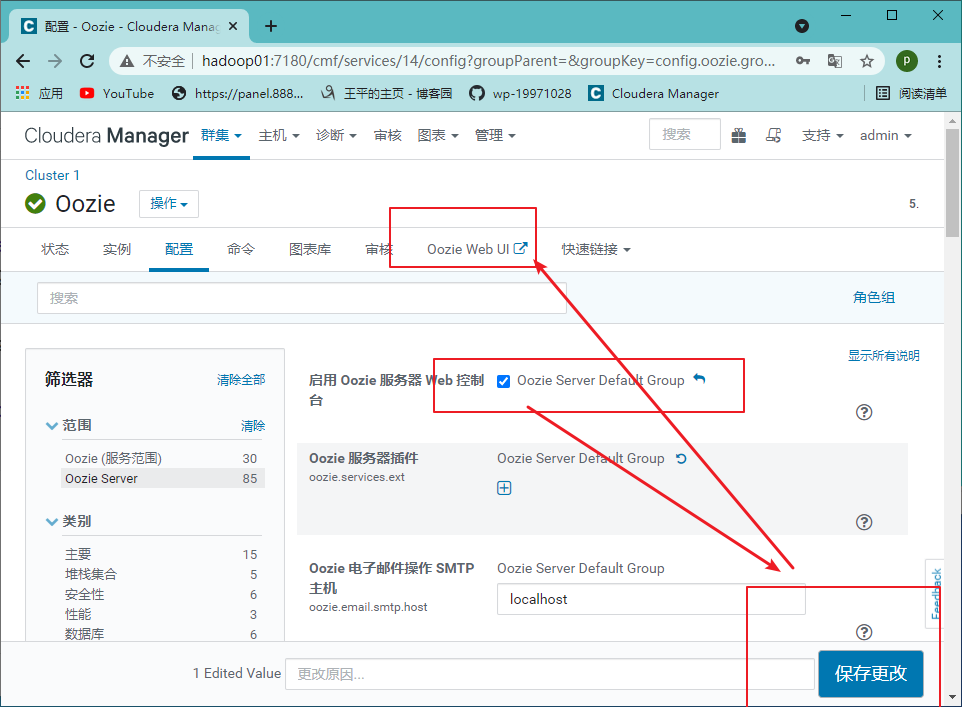 配置 - Oozie - Cloudera Manag
不安全
hadoop01:7180/cmf/services/14/config?groupParent=&groupKey=config.oozie.gro...
P
应用
YouTube
https://panel.888...
王平的主页 - 博客园
wp-19971028
Cloudera Manager
阅读清单
Cloudera Manager
群集
主机
诊断
审核
图表
管理
搜索
支持
admin
Cluster 1
Oozie
操作
5.
状态
实例
配置
命令
图表库
审核
Oozie Web UI
快速链接
搜索
角色组
显示所有说明
筛选器
清除全部
范围
清除
Oozie (服务范围) 30
Oozie Server 85
类别
主要 15
堆栈集合 5
安全性 6
性能 3
数据库 6
启用 Oozie 服务器 Web 控制
台
Oozie Server Default Group
Oozie 服务器插件
oozie.services.ext
Oozie Server Default Group
Oozie 电子邮件操作 SMTP
主机
oozie.email.smtp.host
Oozie Server Default Group
localhost
Feedback
1 Edited Value
更改原因...
保存更改